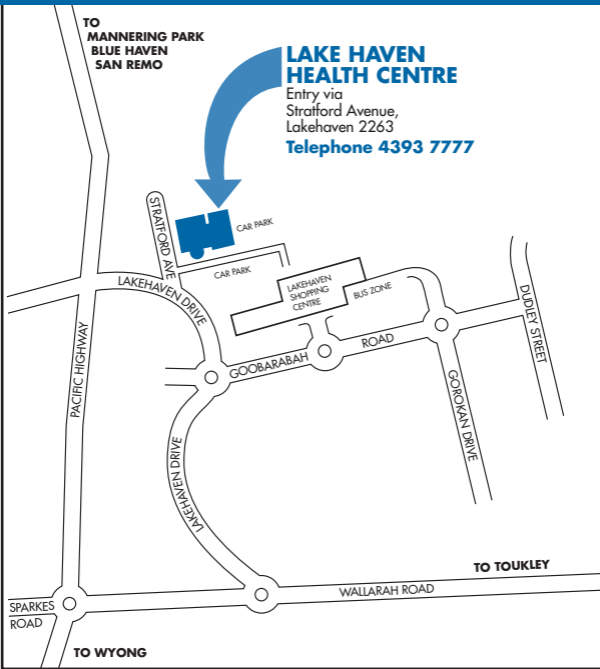 TO
MANNERING PARK
BLUE HAVEN
SAN REMO
LAKE HAVEN
HEALTH CENTRE
Entry via
Stratford Avenue,
Lakehaven 2263
Telephone 4393 7777
STRATFORD AVE
CAR PARK
CAR PARK
LAKEHAVEN DRIVE
LAKEHAVEN
SHOPPING
CENTRE
BUS ZONE
DUDLEY STREET
PACIFIC HIGHWAY
GOOBARABAH
ROAD
GOROKAN DRIVE
LAKEHAVEN DRIVE
TO TOUKLEY
WALLARAH ROAD
SPARKES
ROAD
TO WYONG